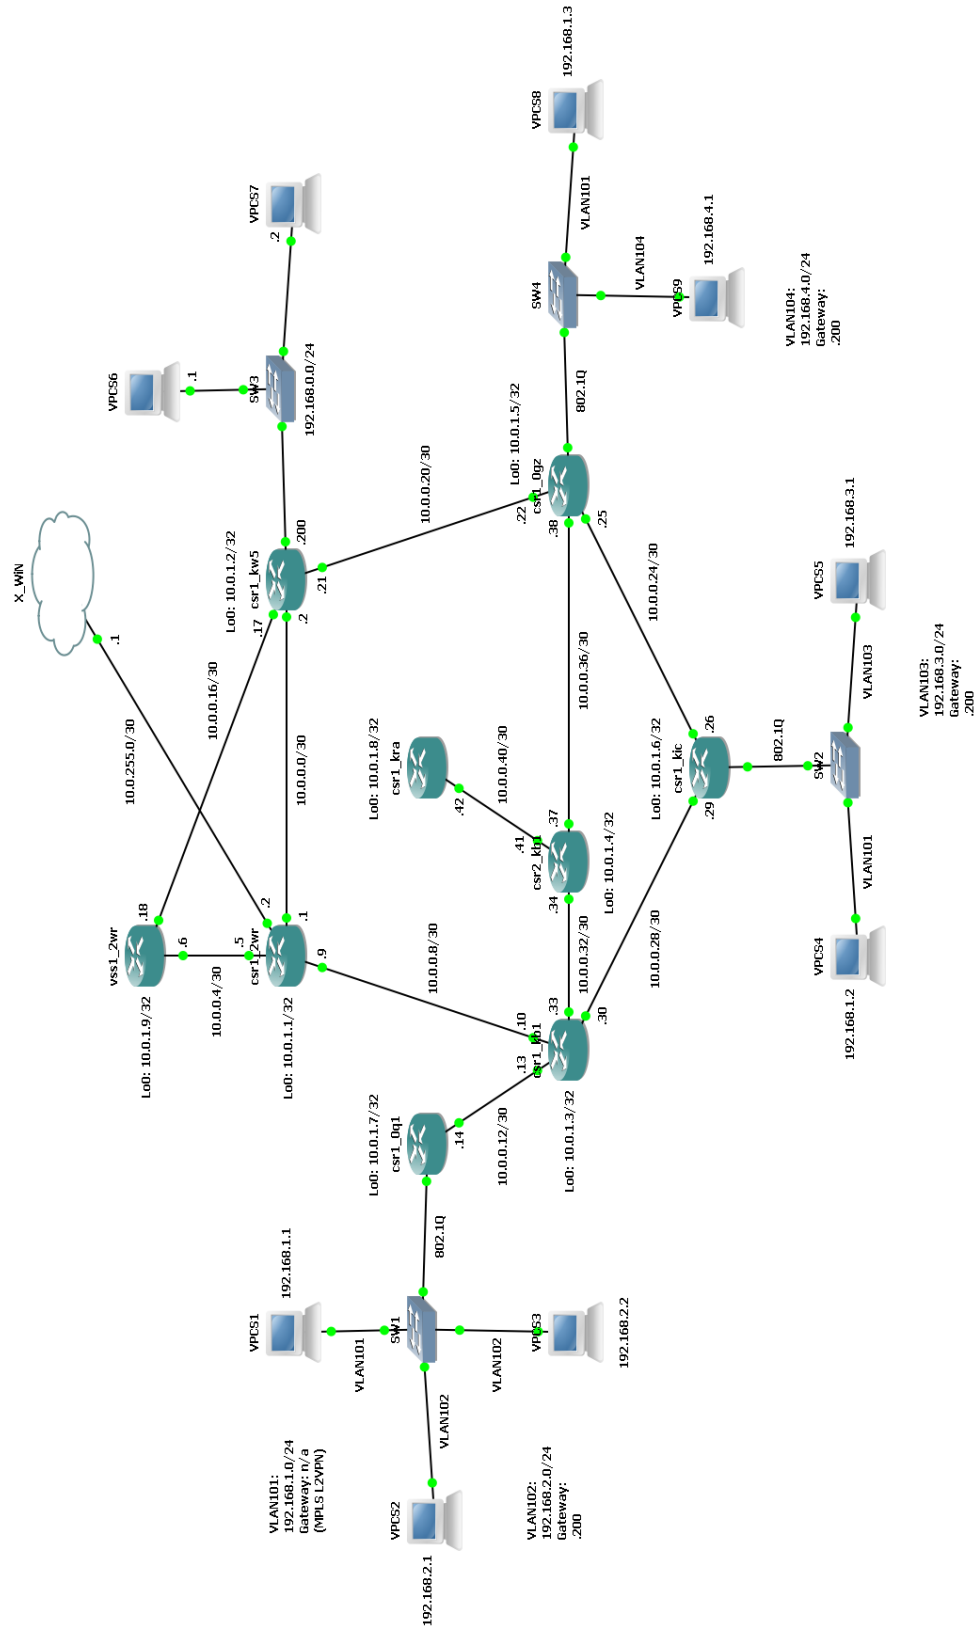 VLAN101:
192.168.1.0/24
Gateway: n/a
(MPLS L2VPN)
VPCS1
192.168.1.1
VLAN101
VPCS2
192.168.2.1
VLAN102
SW1
802.1Q
VLAN102
VPCS3
192.168.2.2
VLAN102:
192.168.2.0/24
Gateway:
.200
Lo0: 10.0.1.7/32
csr1_0q1
.14
10.0.0.12/30
.13
csr1_kb1
.10
Lo0: 10.0.1.3/32
.33
.30
vss1_2wr
Lo0: 10.0.1.9/32
.18
.6
10.0.0.4/30
.5
csr1_2wr
Lo0: 10.0.1.1/32
.2
.1
.9
10.0.0.8/30
X_WiN
.1
10.0.255.0/30
10.0.0.16/30
10.0.0.0/30
Lo0: 10.0.1.2/32
csr1_kw5
.17
.2
.200
.21
10.0.0.20/30
VPCS6
.1
SW3
192.168.0.0/24
VPCS7
.2
Lo0: 10.0.1.8/32
csr1_kra
.42
10.0.0.40/30
.41
csr2_kb1
.34
.37
Lo0: 10.0.1.4/32
10.0.0.32/30
10.0.0.36/30
10.0.0.28/30
10.0.0.24/30
Lo0: 10.0.1.5/32
.22
csr1_0gz
.38
.25
802.1Q
SW4
VLAN101
VPCS8
192.168.1.3
VLAN104
VPCS9
192.168.4.1
VLAN104:
192.168.4.0/24
Gateway:
.200
Lo0: 10.0.1.6/32
csr1_kic
.29
.26
802.1Q
SW2
VLAN101
VPCS4
192.168.1.2
VLAN103
VPCS5
192.168.3.1
VLAN103:
192.168.3.0/24
Gateway:
.200